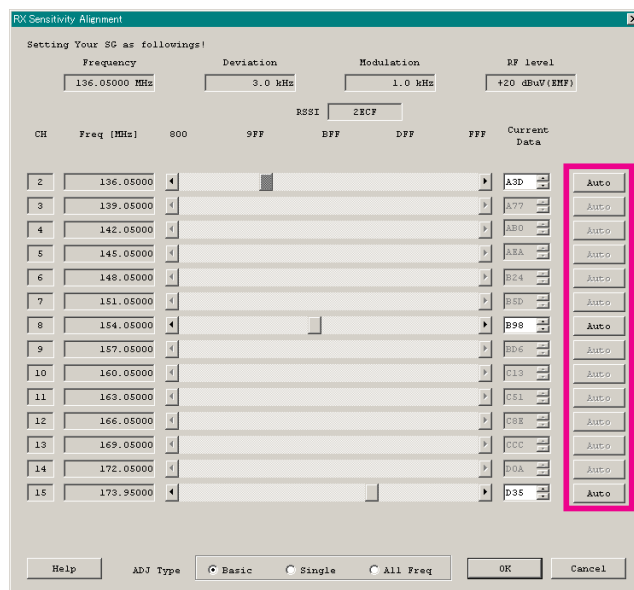 RX Sensitivity Alignment
Setting Your SG as followings!
Frequency Deviation Modulation RF level
136.05000 MHz 3.0 kHz 1.0 kHz +20 dBuV(EMF)
RSSI 2ECF
CH Freq [MHz] 800 9FF BFF DFF FFF Current Data
2 136.05000 A3D Auto
3 139.05000 A77 Auto
4 142.05000 AB0 Auto
5 145.05000 AEA Auto
6 148.05000 B24 Auto
7 151.05000 B5D Auto
8 154.05000 B98 Auto
9 157.05000 BD6 Auto
10 160.05000 C13 Auto
11 163.05000 C51 Auto
12 166.05000 C8E Auto
13 169.05000 CCC Auto
14 172.05000 D0A Auto
15 173.95000 D35 Auto
Help ADJ Type Basic Single All Freq OK Cancel